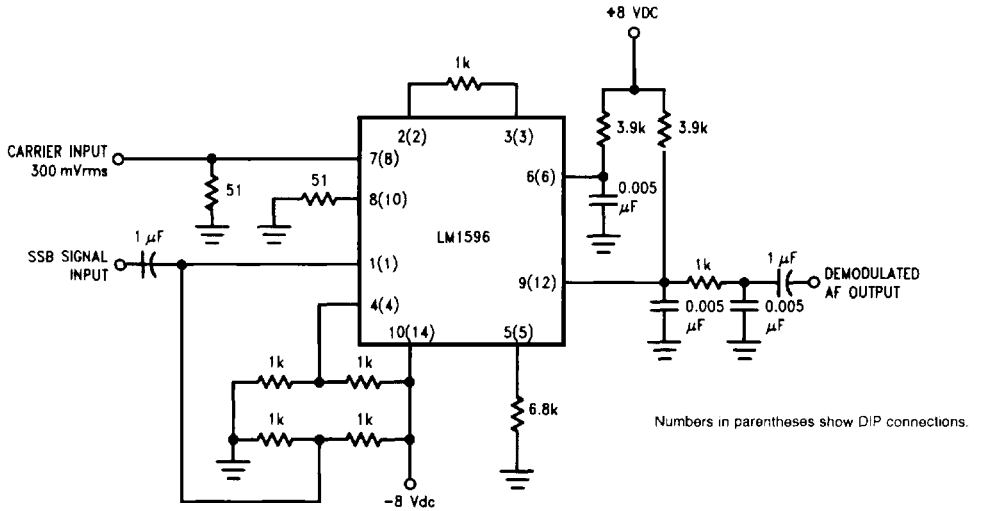 +8 VDC
1k
2(2)
3(3)
3.9k
3.9k
CARRIER INPUT
300 mVrms
7(8)
51
51
8(10)
6(6)
0.005
μF
LM1596
1 μF
SSB SIGNAL
INPUT
1(1)
4(4)
9(12)
1k
1 μF
DEMODULATED
AF OUTPUT
0.005
μF
0.005
μF
10(14)
5(5)
1k
1k
1k
1k
6.8k
Numbers in parentheses show DIP connections.
-8 Vdc